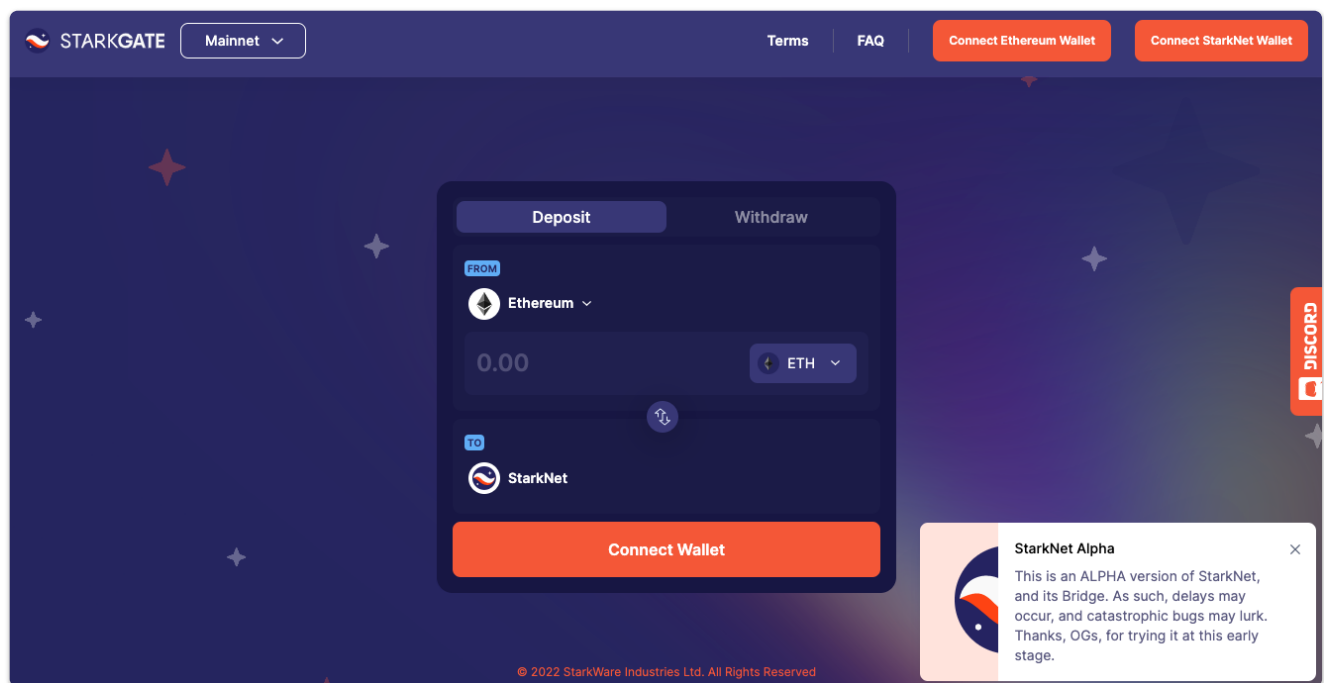 STARKGATE Mainnet Terms FAQ Connect Ethereum Wallet Connect StarkNet Wallet
Deposit Withdraw
FROM
Ethereum
0.00 ETH
TO
StarkNet
Connect Wallet
DISCORD
StarkNet Alpha
This is an ALPHA version of StarkNet,
and its Bridge. As such, delays may
occur, and catastrophic bugs may lurk.
Thanks, OGs, for trying it at this early
stage.
© 2022 StarkWare Industries Ltd. All Rights Reserved